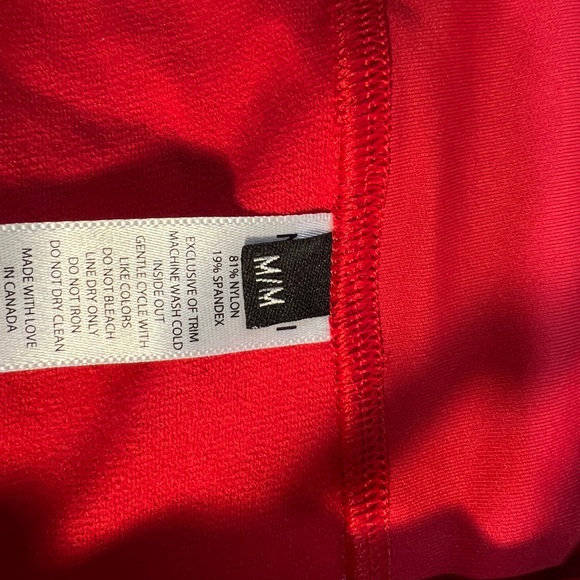 M/M
81% NYLON
19% SPANDEX
EXCLUSIVE OF TRIM
MACHINE WASH COLD
INSIDE OUT
GENTLE CYCLE WITH
LIKE COLORS
DO NOT BLEACH
LINE DRY ONLY
DO NOT IRON
DO NOT DRY CLEAN
MADE WITH LOVE
IN CANADA